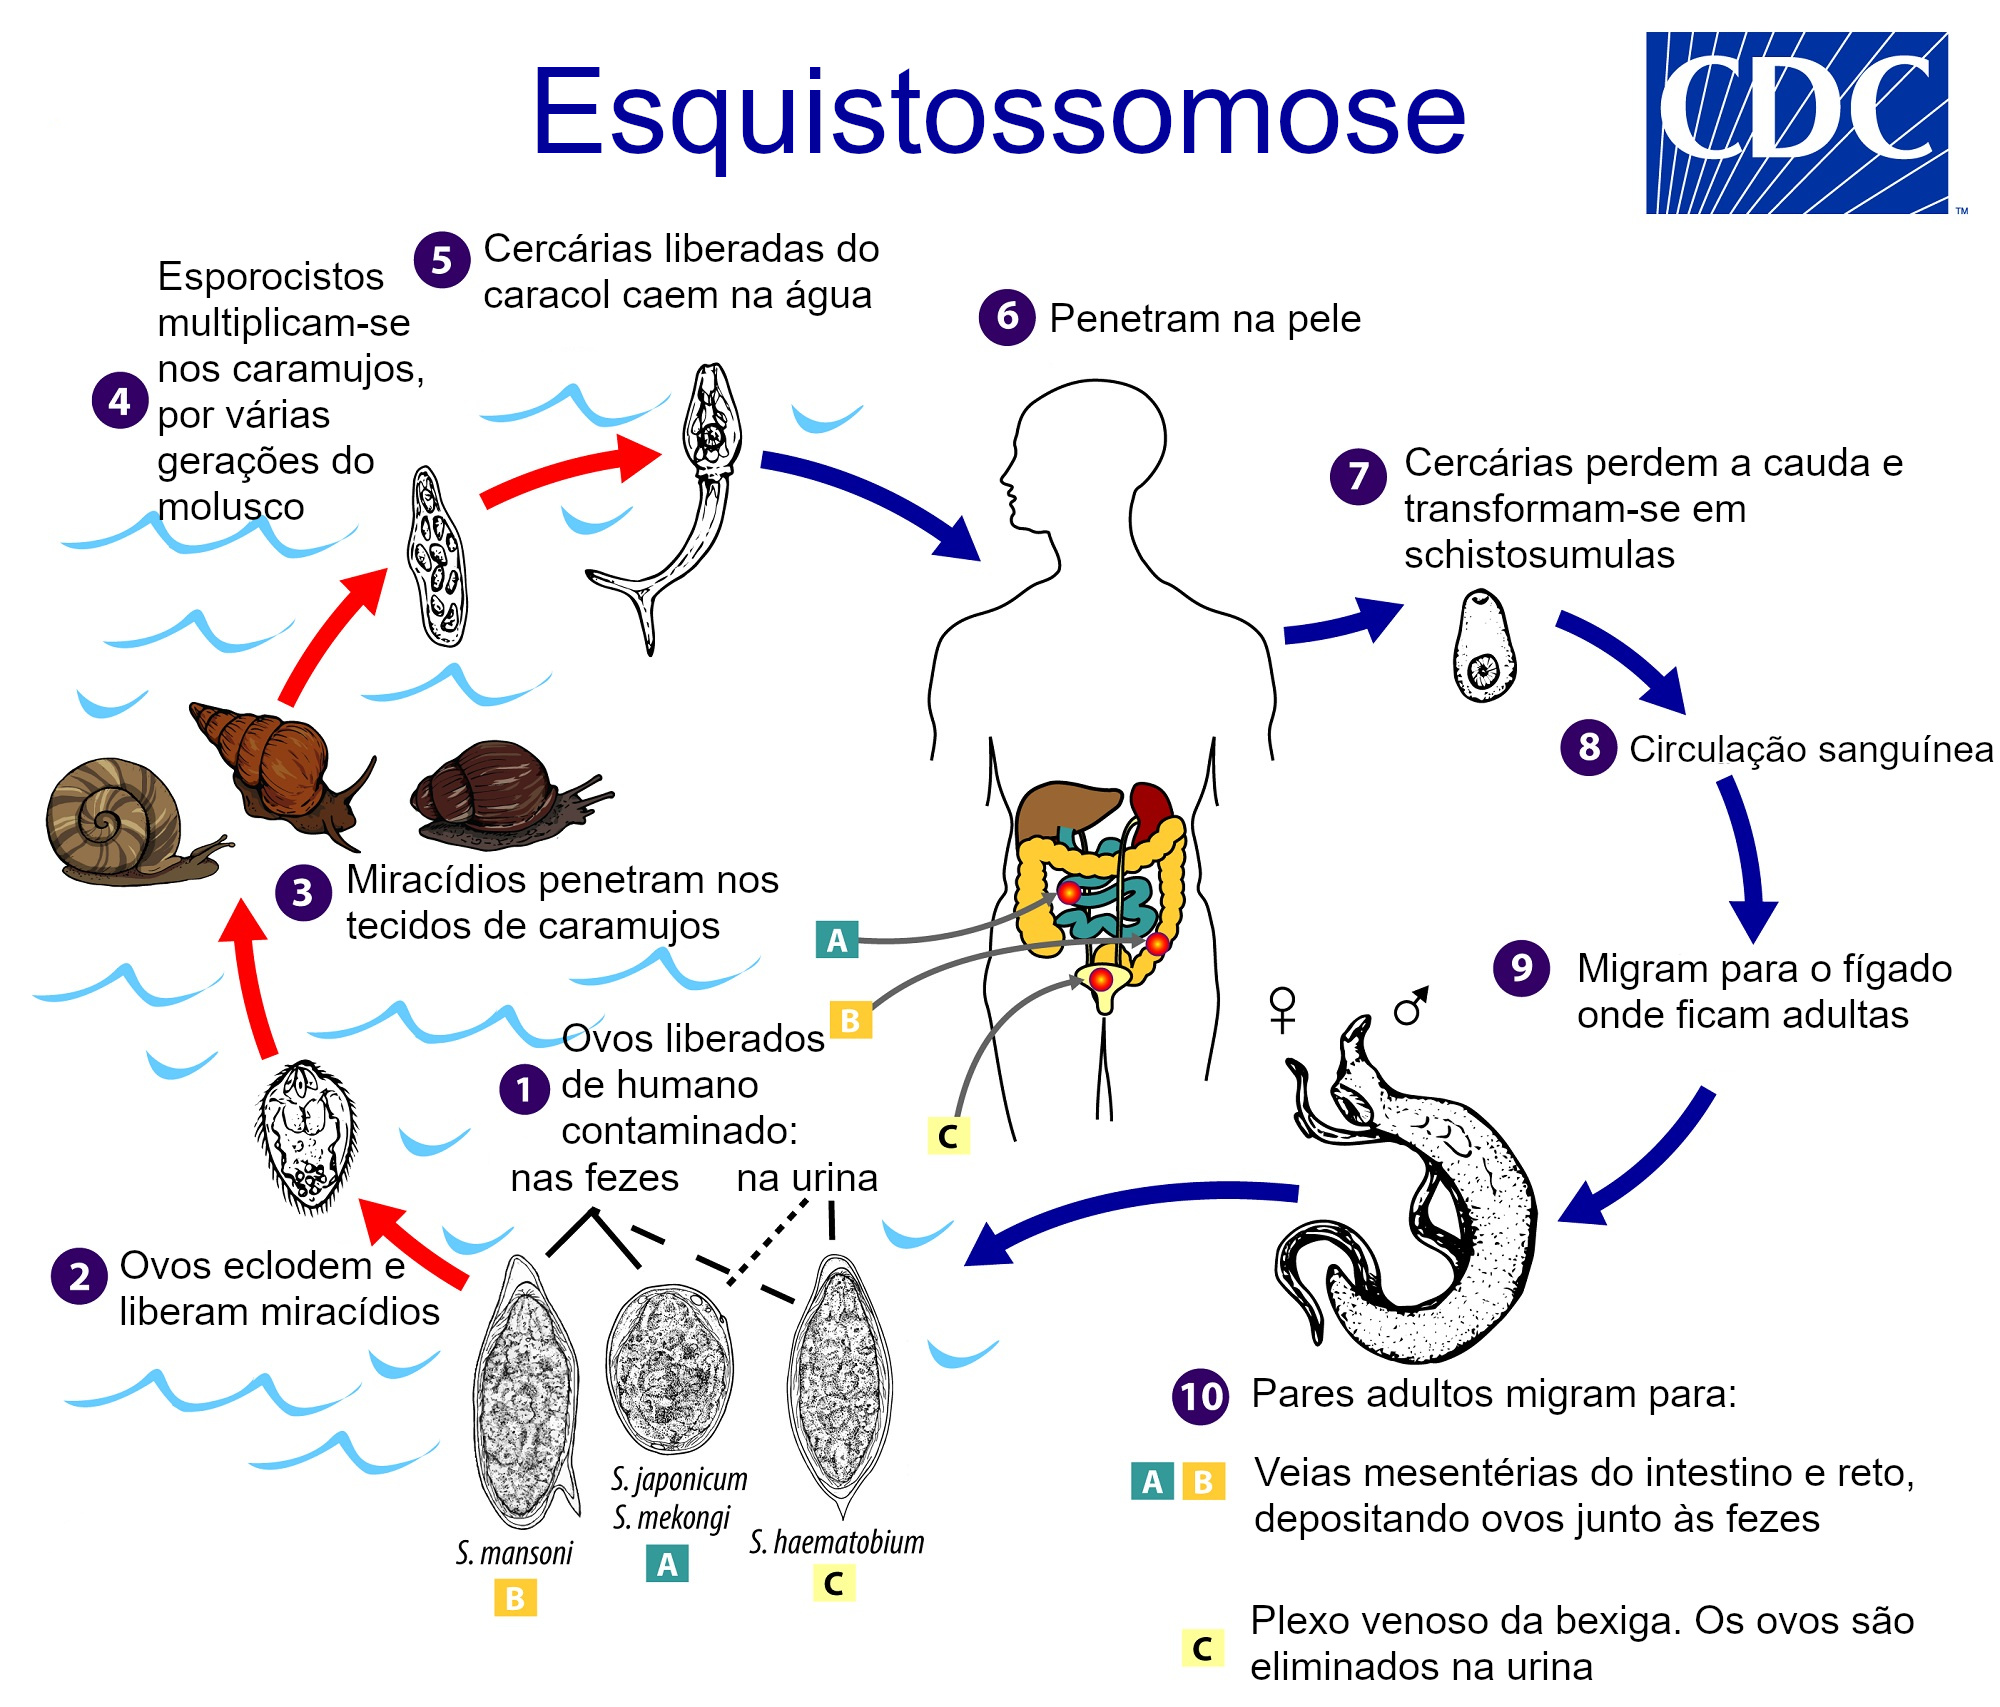 Esquistossomose
CDC
TM
5
Cercárias liberadas do
caracol caem na água
4
Esporocistos
multiplicam-se
nos caramujos,
por várias
gerações do
molusco
6
Penetram na pele
7
Cercárias perdem a cauda e
transformam-se em
schistosumulas
8
Circulação sanguínea
3
Miracídios penetram nos
tecidos de caramujos
A
B
C
9
Migram para o fígado
onde ficam adultas
♀ ♂
1
Ovos liberados
de humano
contaminado:
nas fezes na urina
2
Ovos eclodem e
liberam miracídios
S. mansoni
B
S. japonicum
S. mekongi
A
S. haematobium
C
10
Pares adultos migram para:
A B
Veias mesentérias do intestino e reto,
depositando ovos junto às fezes
C
Plexo venoso da bexiga. Os ovos são
eliminados na urina